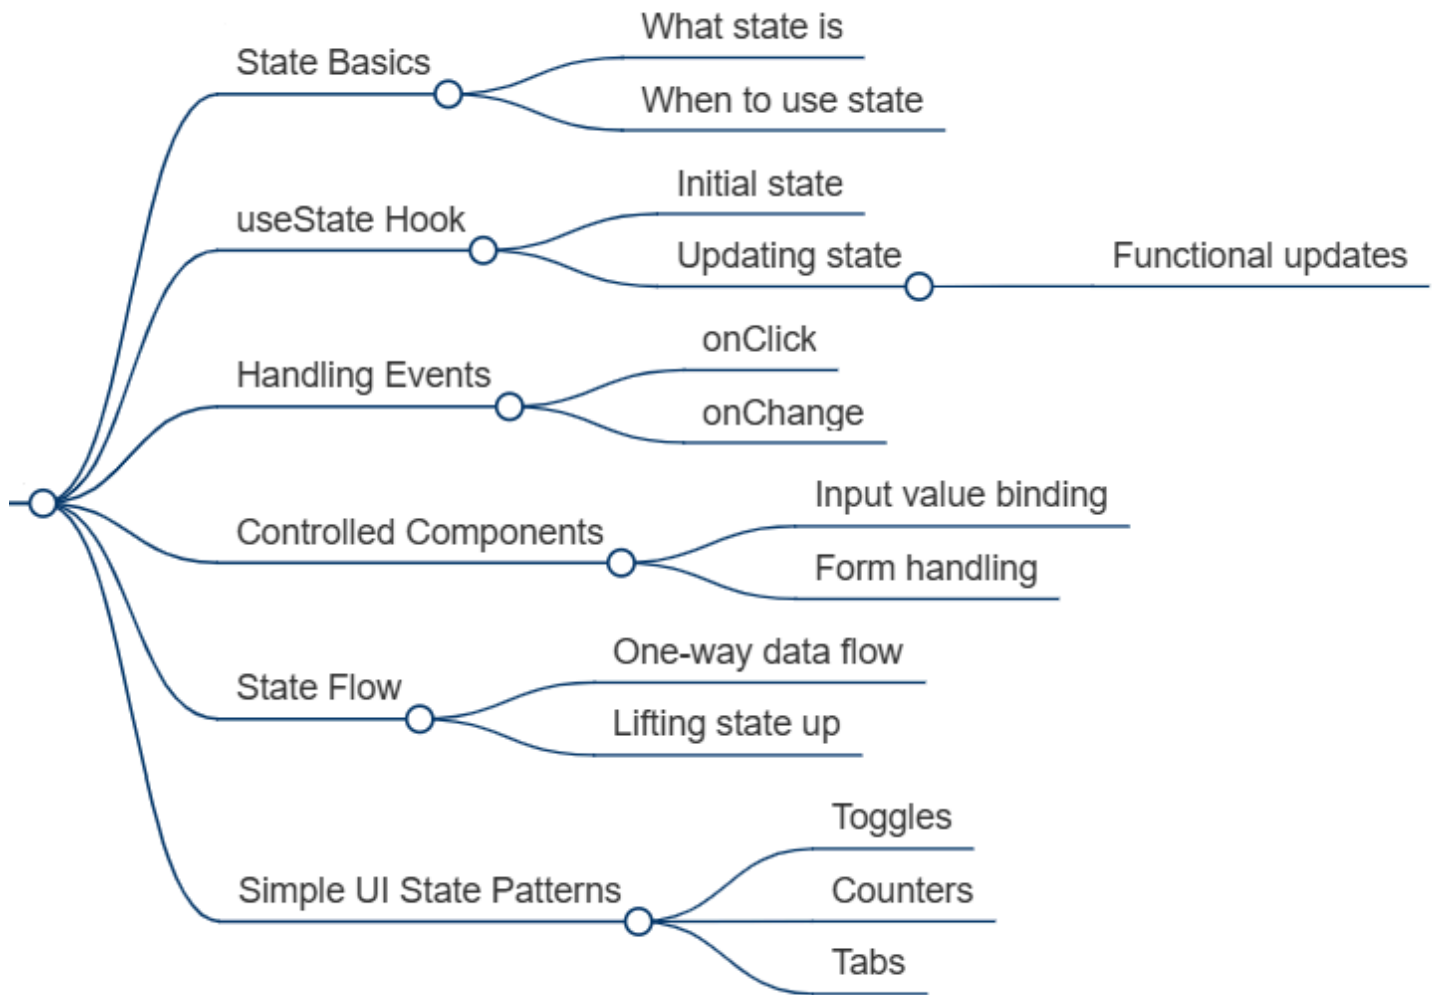 State Basics
What state is
When to use state
useState Hook
Initial state
Updating state
Functional updates
Handling Events
onClick
onChange
Controlled Components
Input value binding
Form handling
State Flow
One-way data flow
Lifting state up
Simple UI State Patterns
Toggles
Counters
Tabs